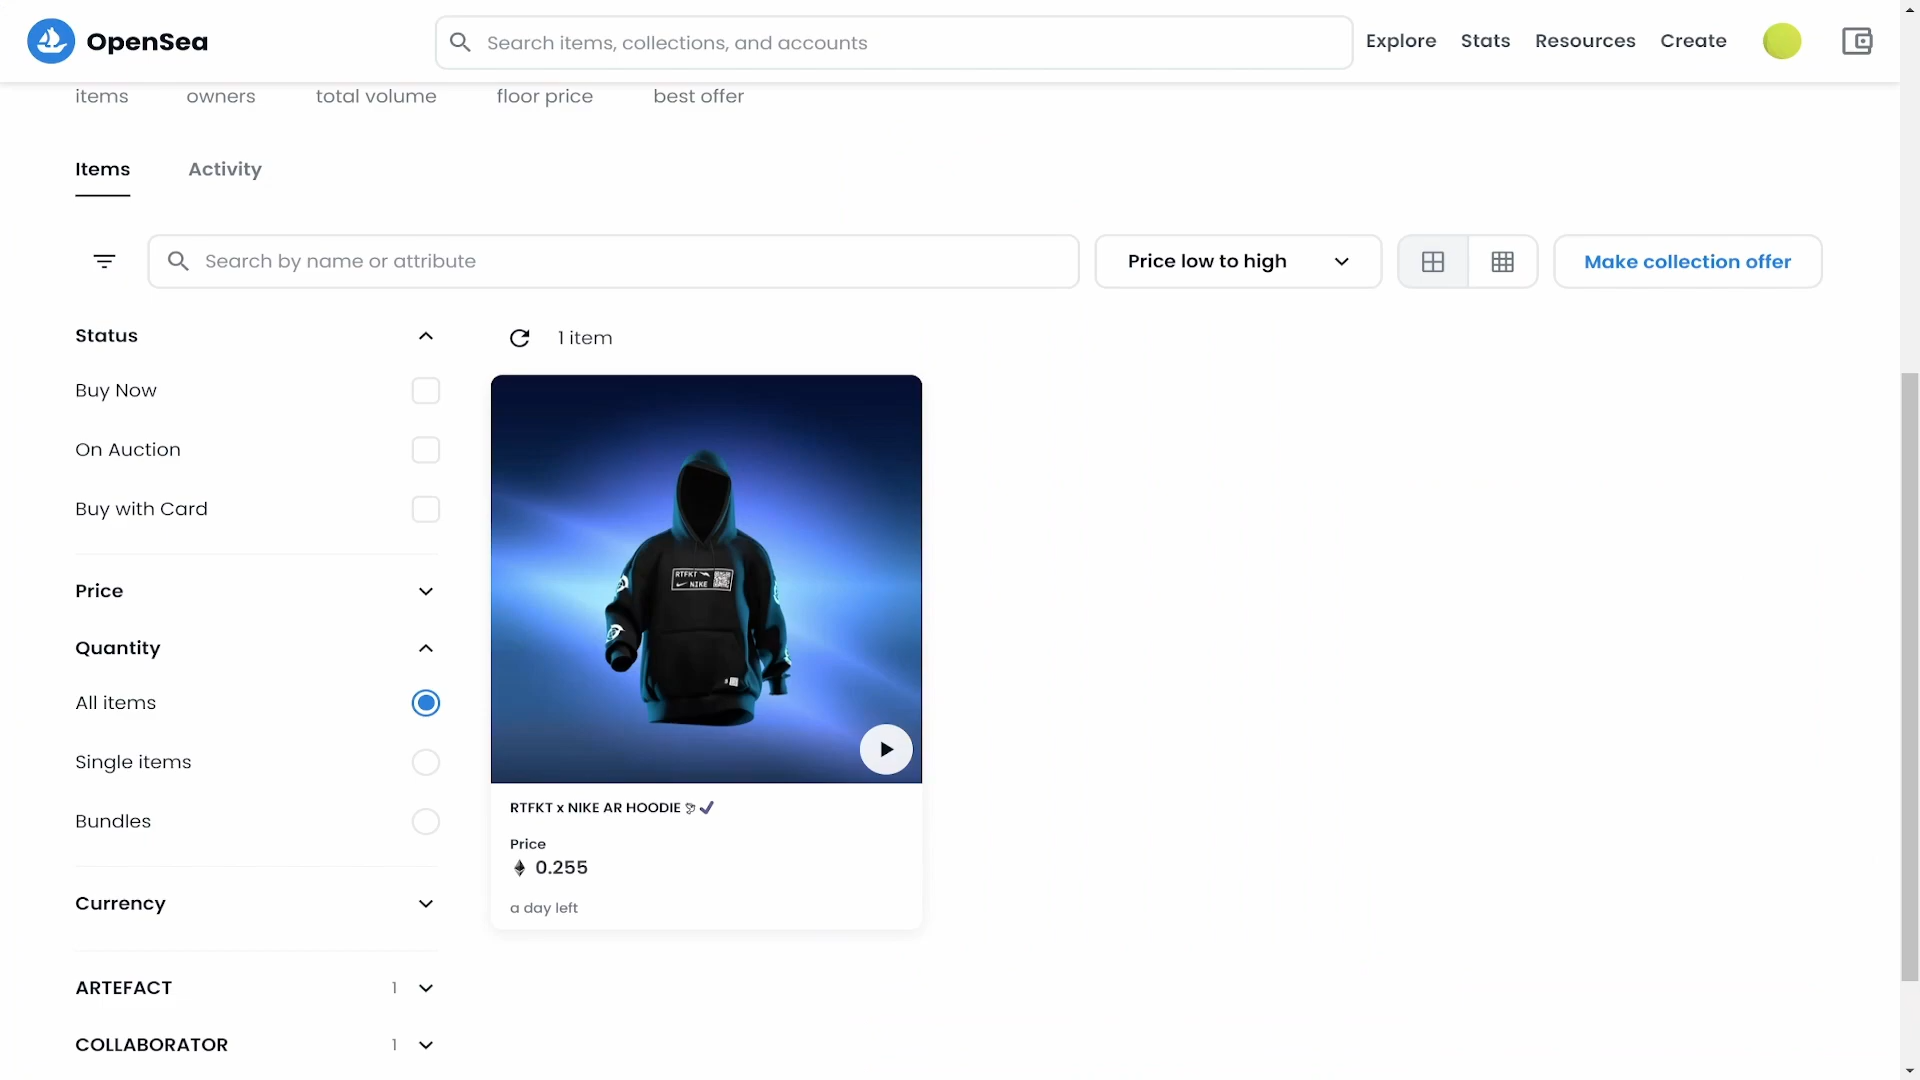 OpenSea
Search items, collections, and accounts
Explore
Stats
Resources
Create
items
owners
total volume
floor price
best offer
Items
Activity
Search by name or attribute
Price low to high
Make collection offer
Status
Buy Now
On Auction
Buy with Card
Price
Quantity
All items
Single items
Bundles
Currency
ARTEFACT 1
COLLABORATOR 1
1 item
RTFKT
NIKE
RTFKT x NIKE AR HOODIE
Price
0.255
a day left